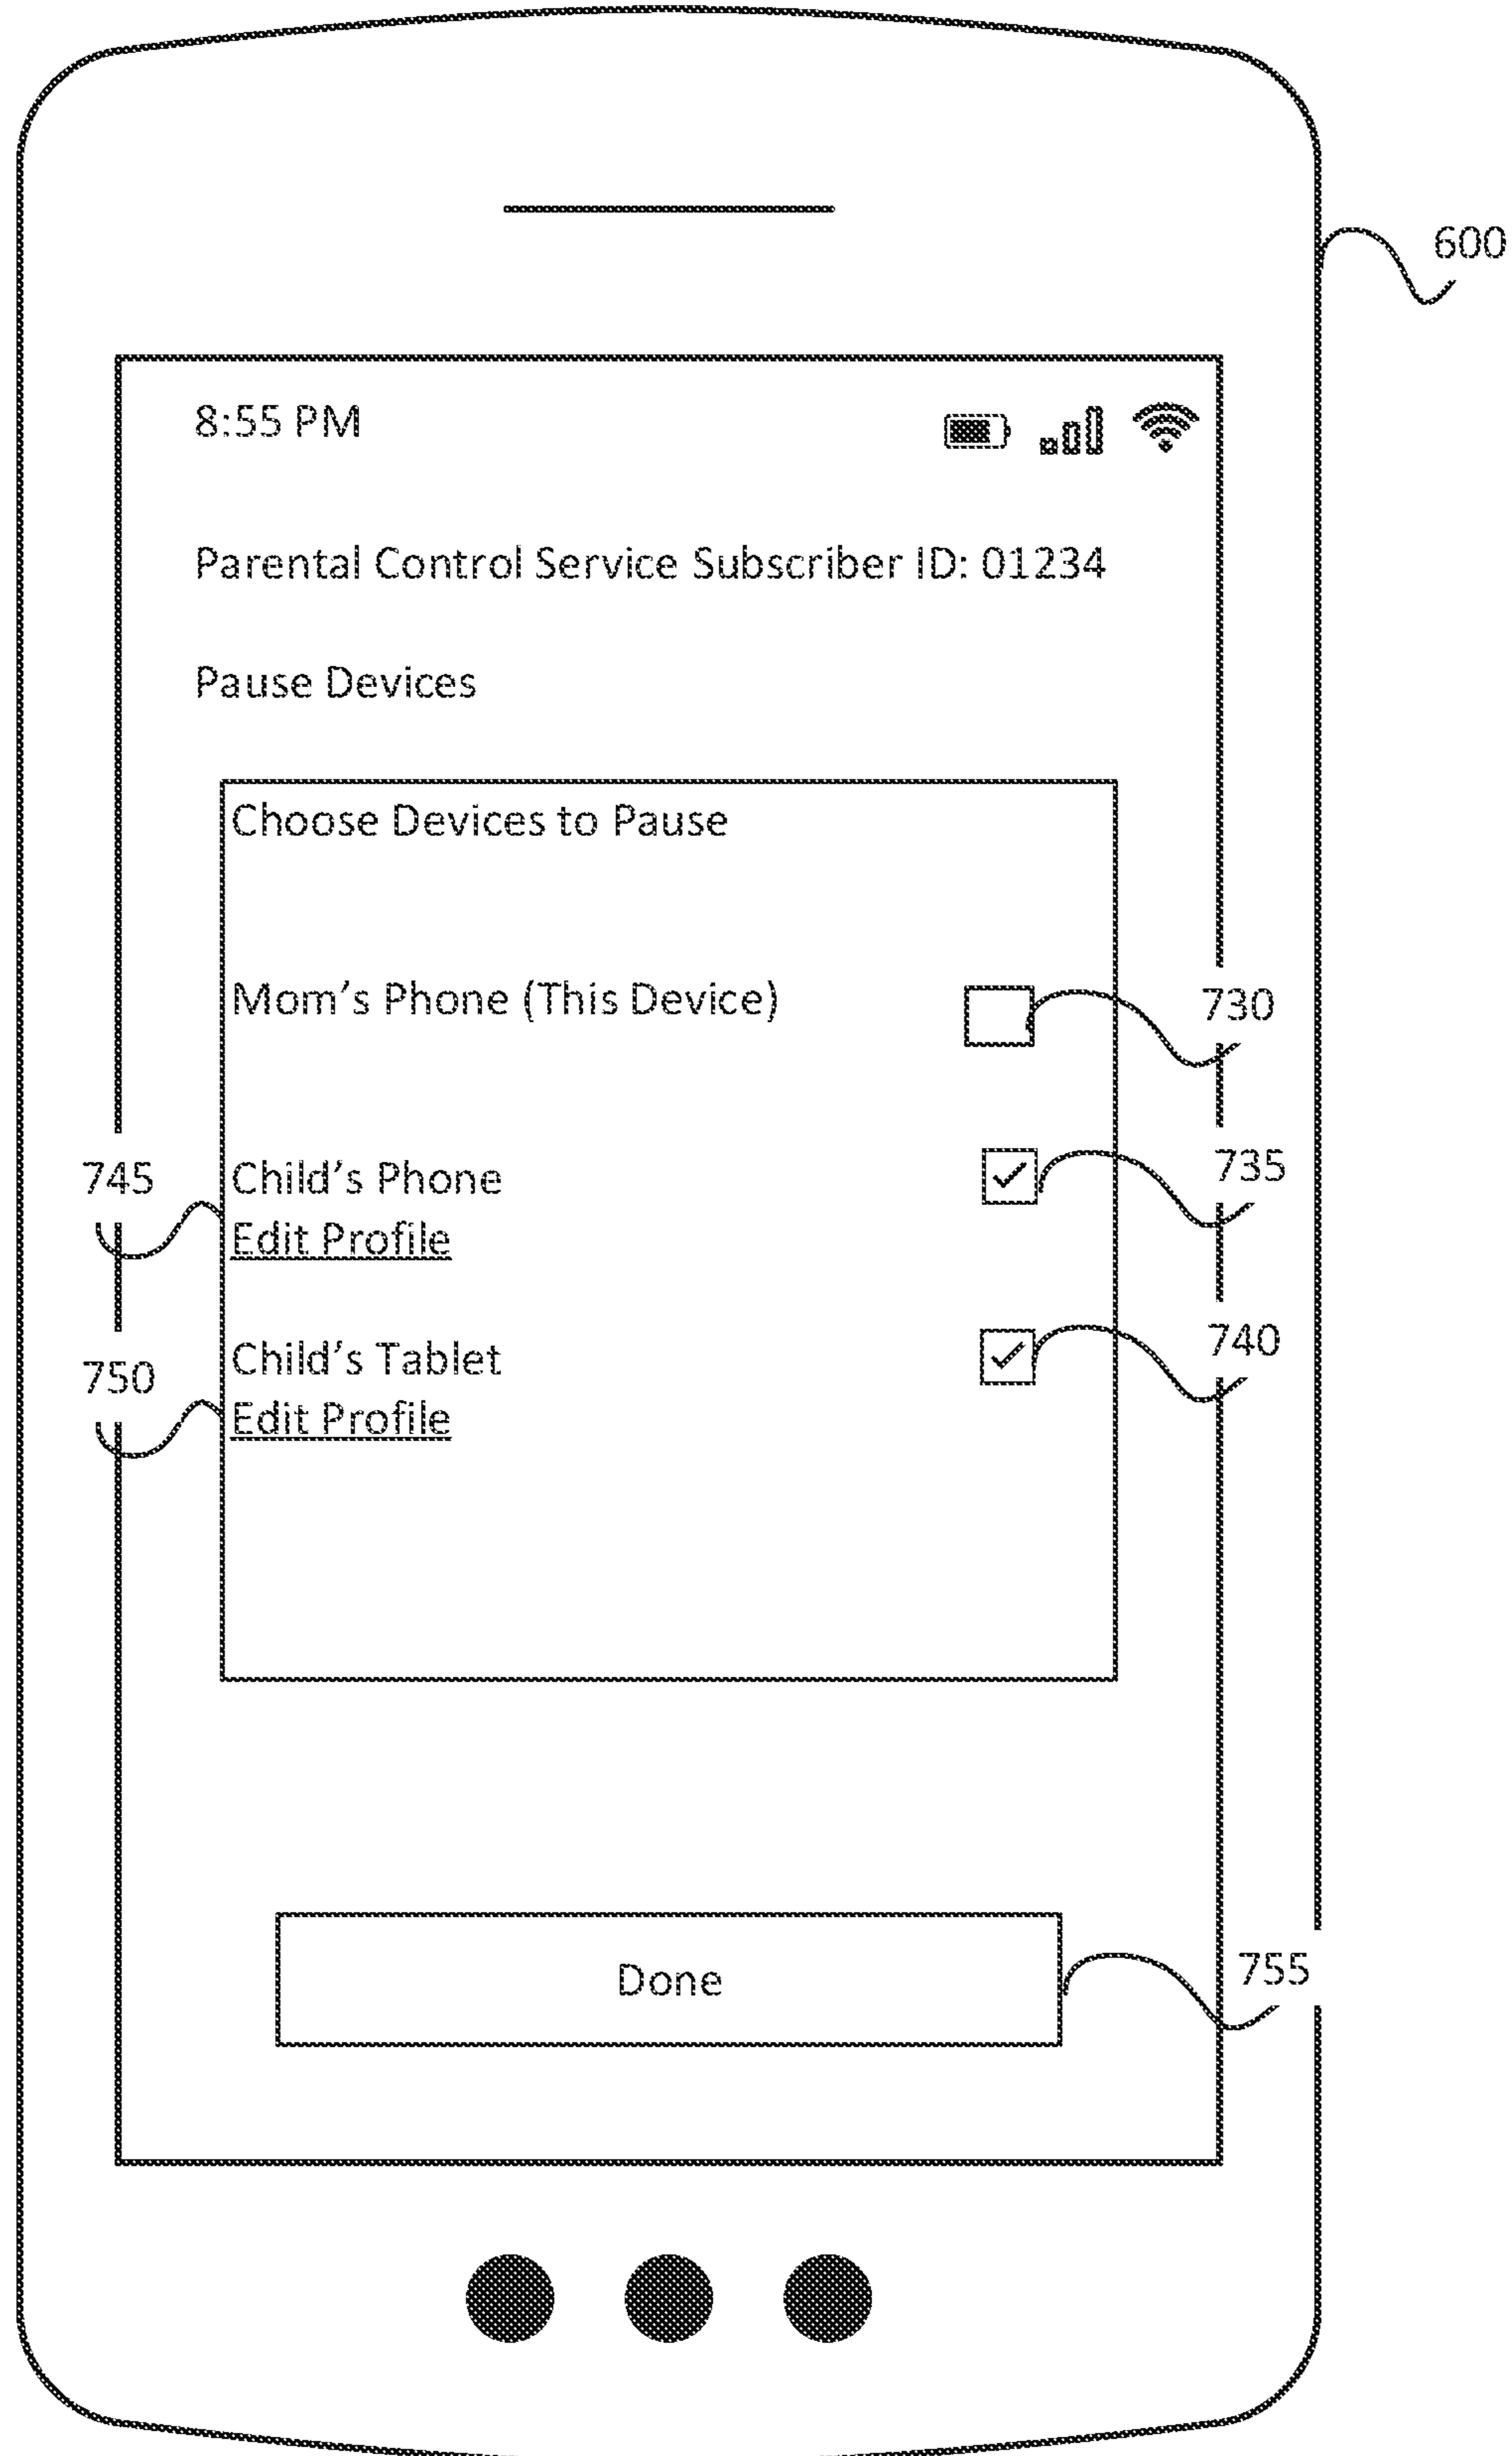 600
8:55 PM
Parental Control Service Subscriber ID: 01234
Pause Devices
Choose Devices to Pause
Mom's Phone (This Device)
730
745
Child's Phone
735
Edit Profile
750
Child's Tablet
740
Edit Profile
Done
755